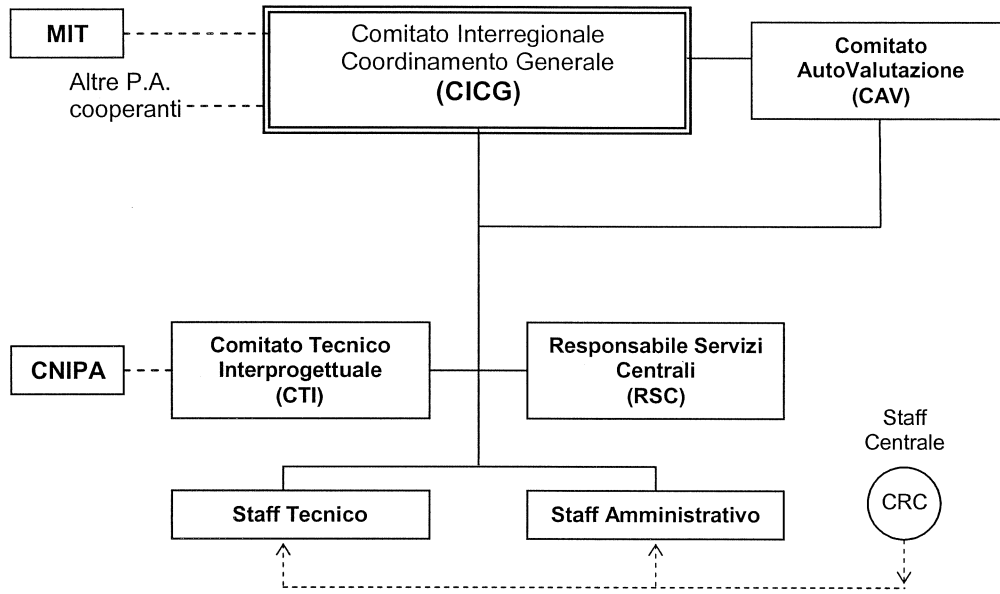 MIT
Altre P.A.
cooperanti
Comitato Interregionale
Coordinamento Generale
(CICG)
Comitato
AutoValutazione
(CAV)
CNIPA
Comitato Tecnico
Interprogettuale
(CTI)
Responsabile Servizi
Centrali
(RSC)
Staff
Centrale
CRC
Staff Tecnico
Staff Amministrativo